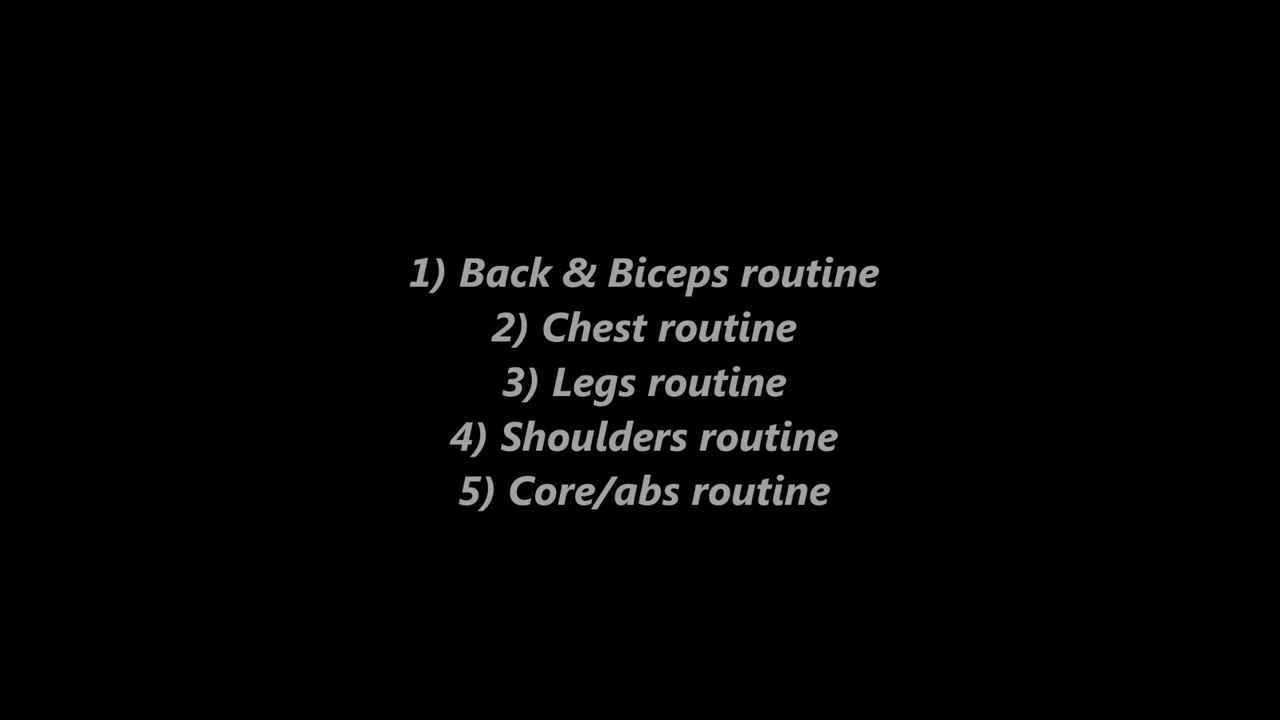 1) Back & Biceps routine
2) Chest routine
3) Legs routine
4) Shoulders routine
5) Core/abs routine